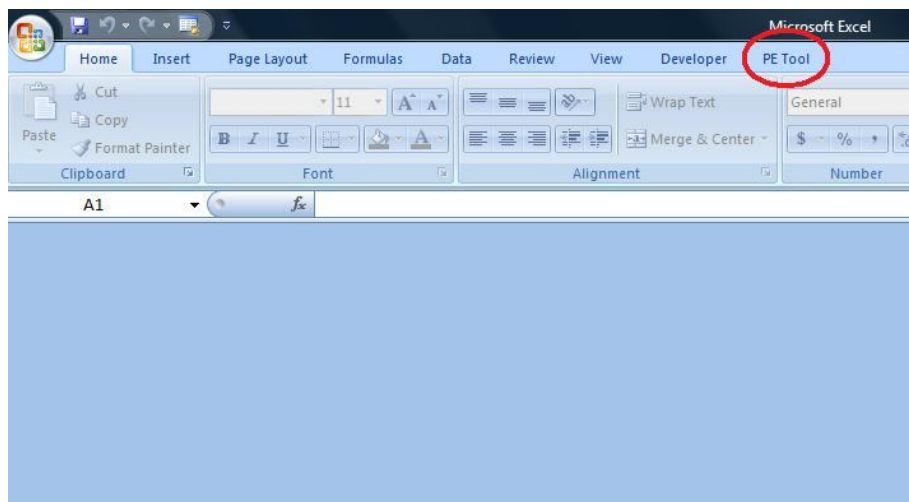 Microsoft Excel
Home Insert Page Layout Formulas Data Review View Developer PE Tool
Cut
Copy
Paste
Format Painter
11 A A
Wrap Text
General
B I U A
Merge & Center
$ % ,
Clipboard Font Alignment Number
A1 fx